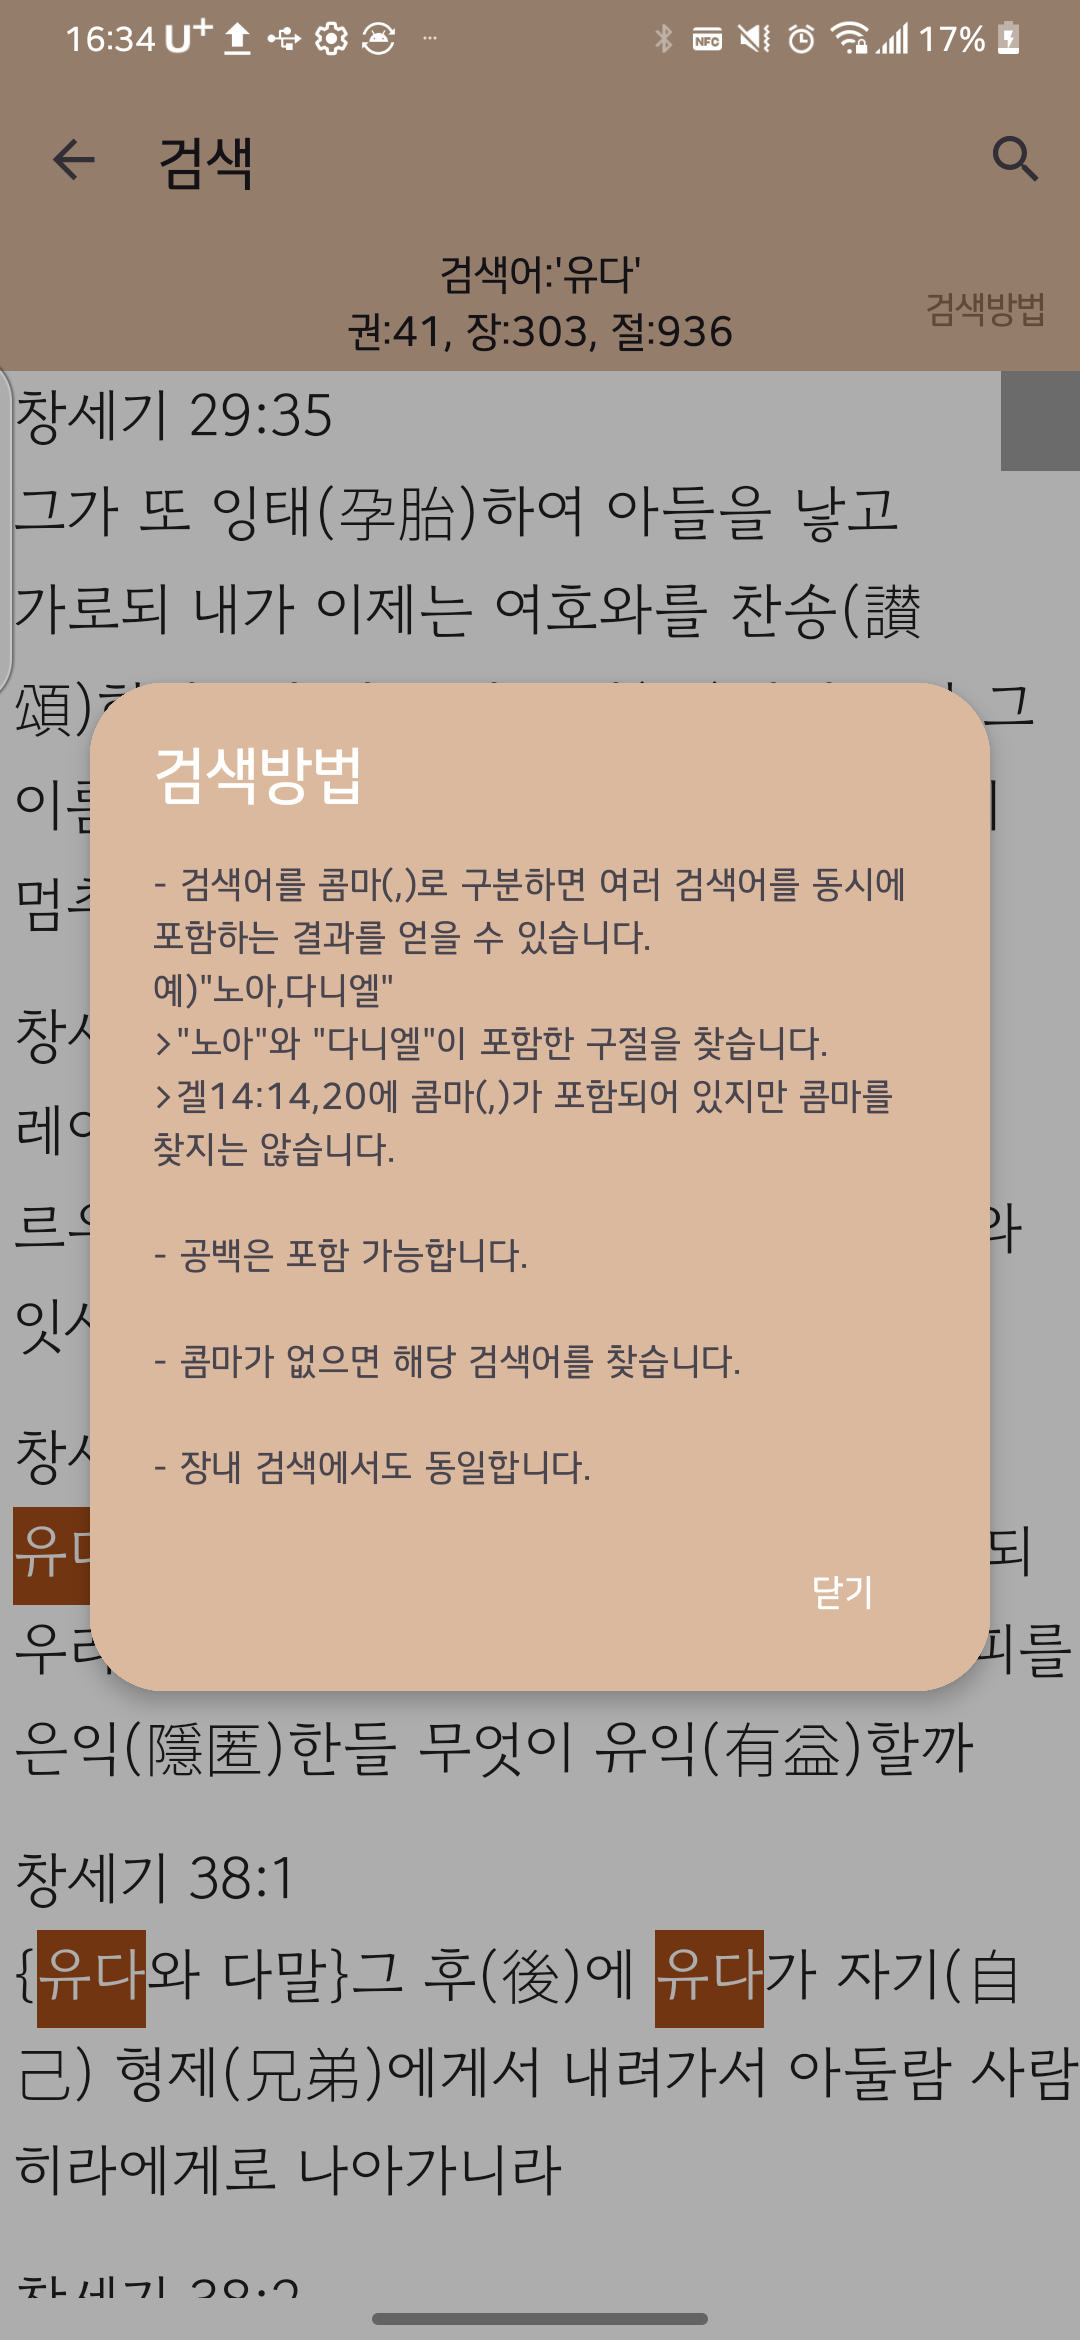 16:34 U+ ... NFC 17%
검색
검색어:'유다'
권:41, 장:303, 절:936
검색방법
창세기 29:35
그가 또 잉태(孕胎)하여 아들을 낳고
가로되 내가 이제는 여호와를 찬송(讃
頌) 그
이름
멈추
검색방법
- 검색어를 콤마(,)로 구분하면 여러 검색어를 동시에
포함하는 결과를 얻을 수 있습니다.
예)"노아,다니엘"
>"노아"와 "다니엘"이 포함한 구절을 찾습니다.
>겔14:14,20에 콤마(,)가 포함되어 있지만 콤마를
찾지는 않습니다.
- 공백은 포함 가능합니다.
- 콤마가 없으면 해당 검색어를 찾습니다.
- 장내 검색에서도 동일합니다.
닫기
유다 되
우리 피를
은익(隱匿)한들 무엇이 유익(有益)할까
창세기 38:1
{유다와 다말}그 후(後)에 유다가 자기(自
己) 형제(兄弟)에게서 내려가서 아둘람 사람
히라에게로 나아가니라
창세기 38:2